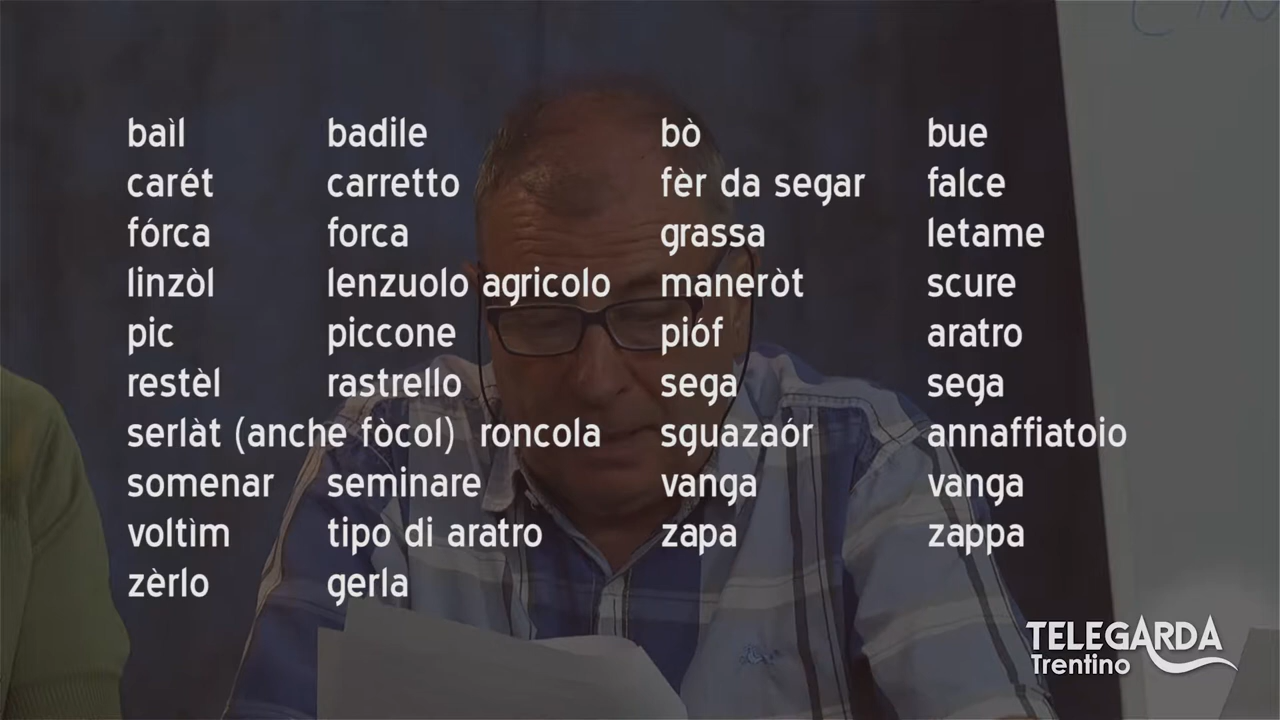 baìl badile bò bue
carét carretto fèr da segar falce
fórca forca grassa letame
linzòl lenzuolo agricolo maneròt scure
pic piccone pióf aratro
restèl rastrello sega sega
serlàt (anche fòcol) roncola sguazaór annaffiatoio
somenar seminare vanga vanga
voltìm tipo di aratro zapa zappa
zèrlo gerla
TELEGARDA
Trentino